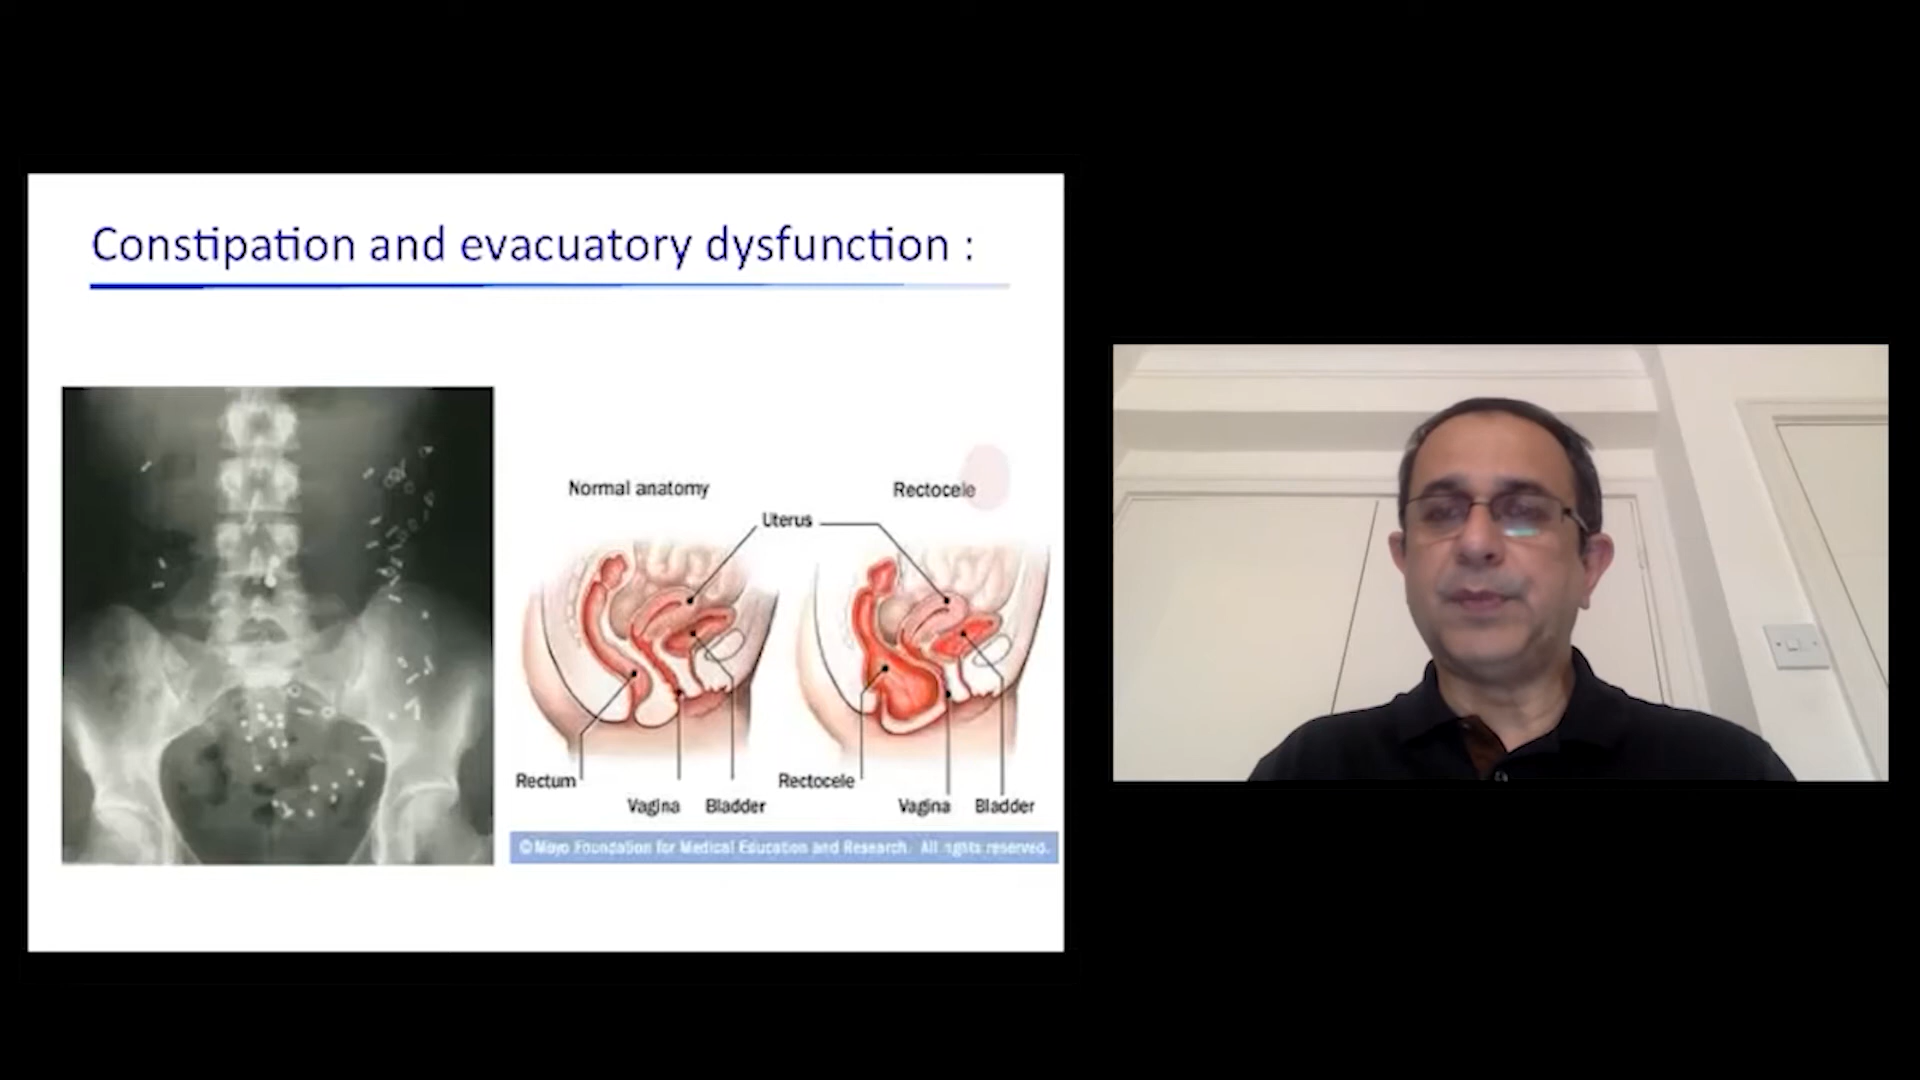 Constipation and evacuatory dysfunction :
Normal anatomy
Rectocele
Uterus
Rectum
Vagina
Bladder
Rectocele
Vagina
Bladder
©Mayo Foundation for Medical Education and Research. All rights reserved.